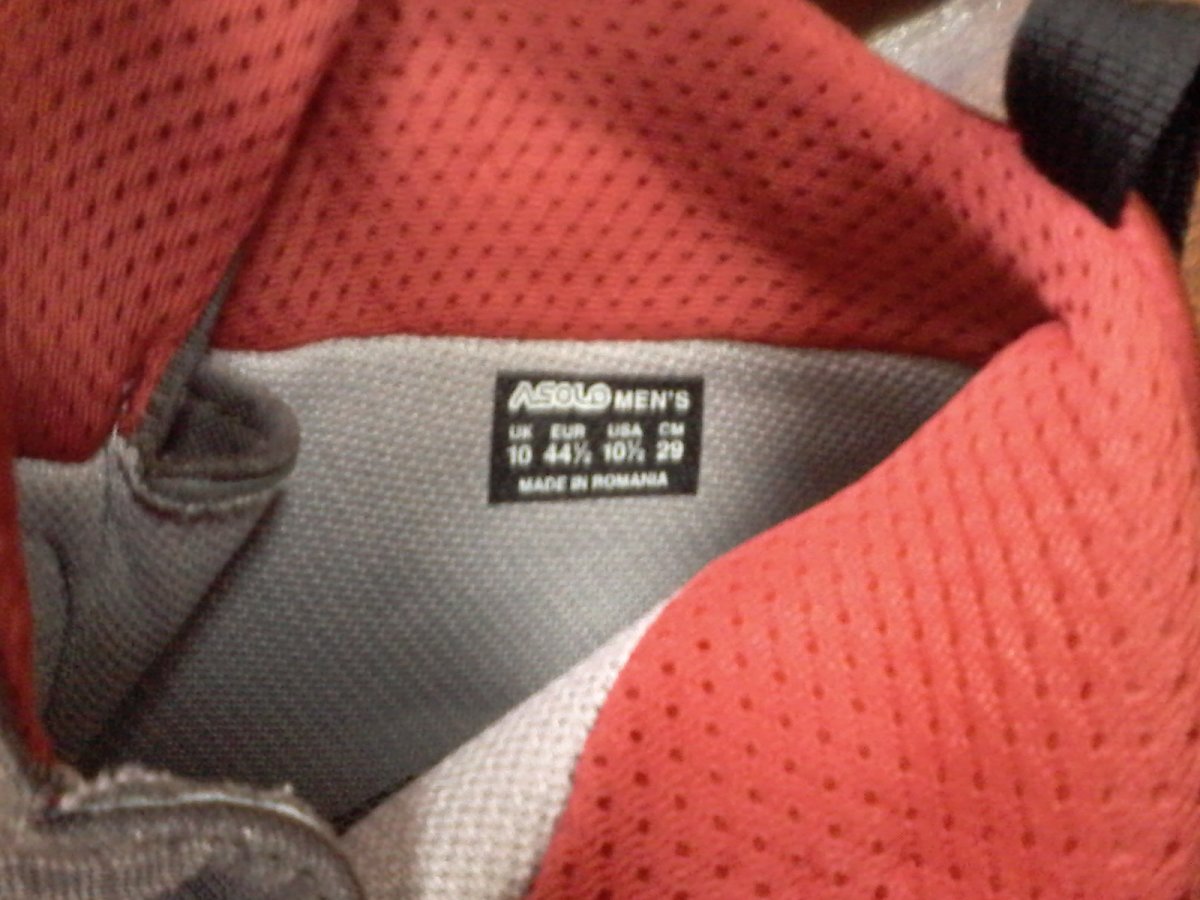 ASOLO MEN'S
UK EUR USA CM
10 44½ 10½ 29
MADE IN ROMANIA